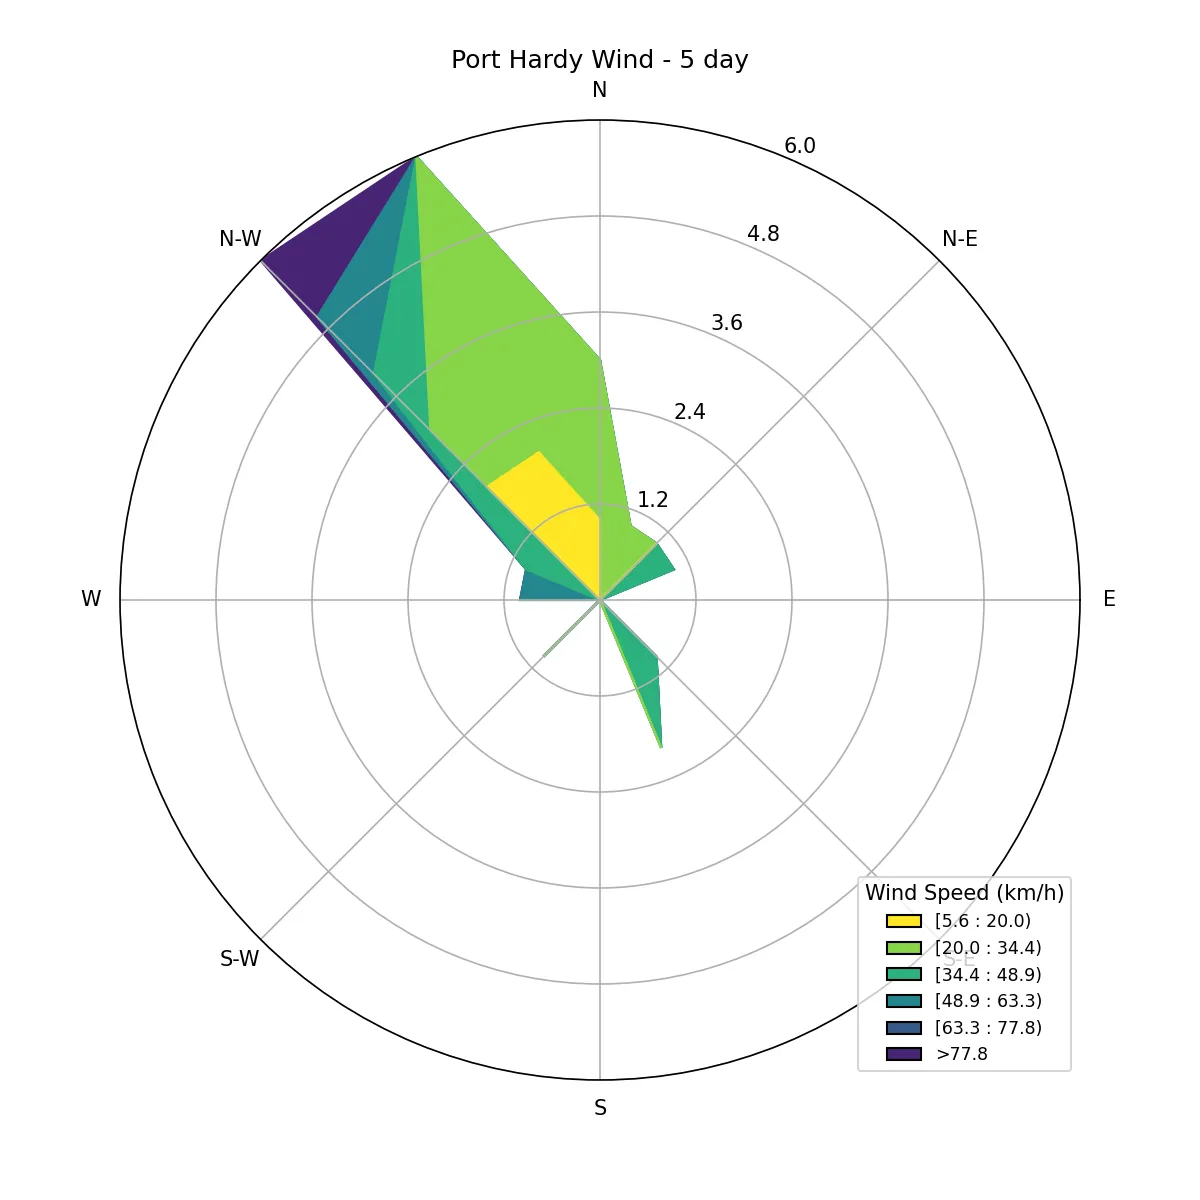 Port Hardy Wind - 5 day
N
6.0
N-W
N-E
4.8
3.6
2.4
1.2
W
E
Wind Speed (km/h)
[5.6 : 20.0)
[20.0 : 34.4)
S-W
S-E
[34.4 : 48.9)
[48.9 : 63.3)
[63.3 : 77.8)
>77.8
S